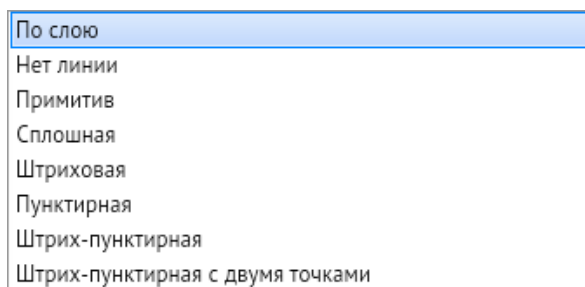 По слою
Нет линии
Примитив
Сплошная
Штриховая
Пунктирная
Штрих-пунктирная
Штрих-пунктирная с двумя точками